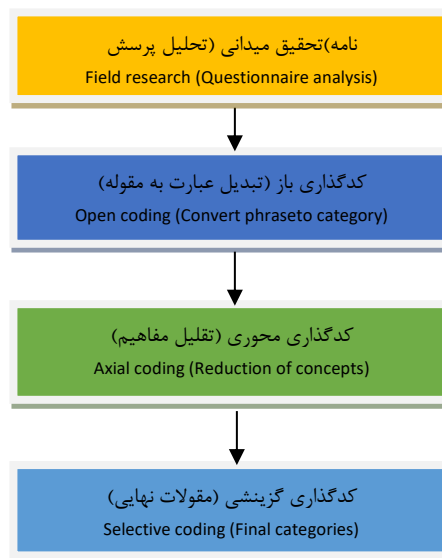 نامه)تحقیق میدانی (تحلیل پرسش
Field research (Questionnaire analysis)
کدگذاری باز (تبدیل عبارت به مقوله)
Open coding (Convert phraseto category)
کدگذاری محوری (تقلیل مفاهیم)
Axial coding (Reduction of concepts)
کدگذاری گزینشی (مقولات نهایی)
Selective coding (Final categories)